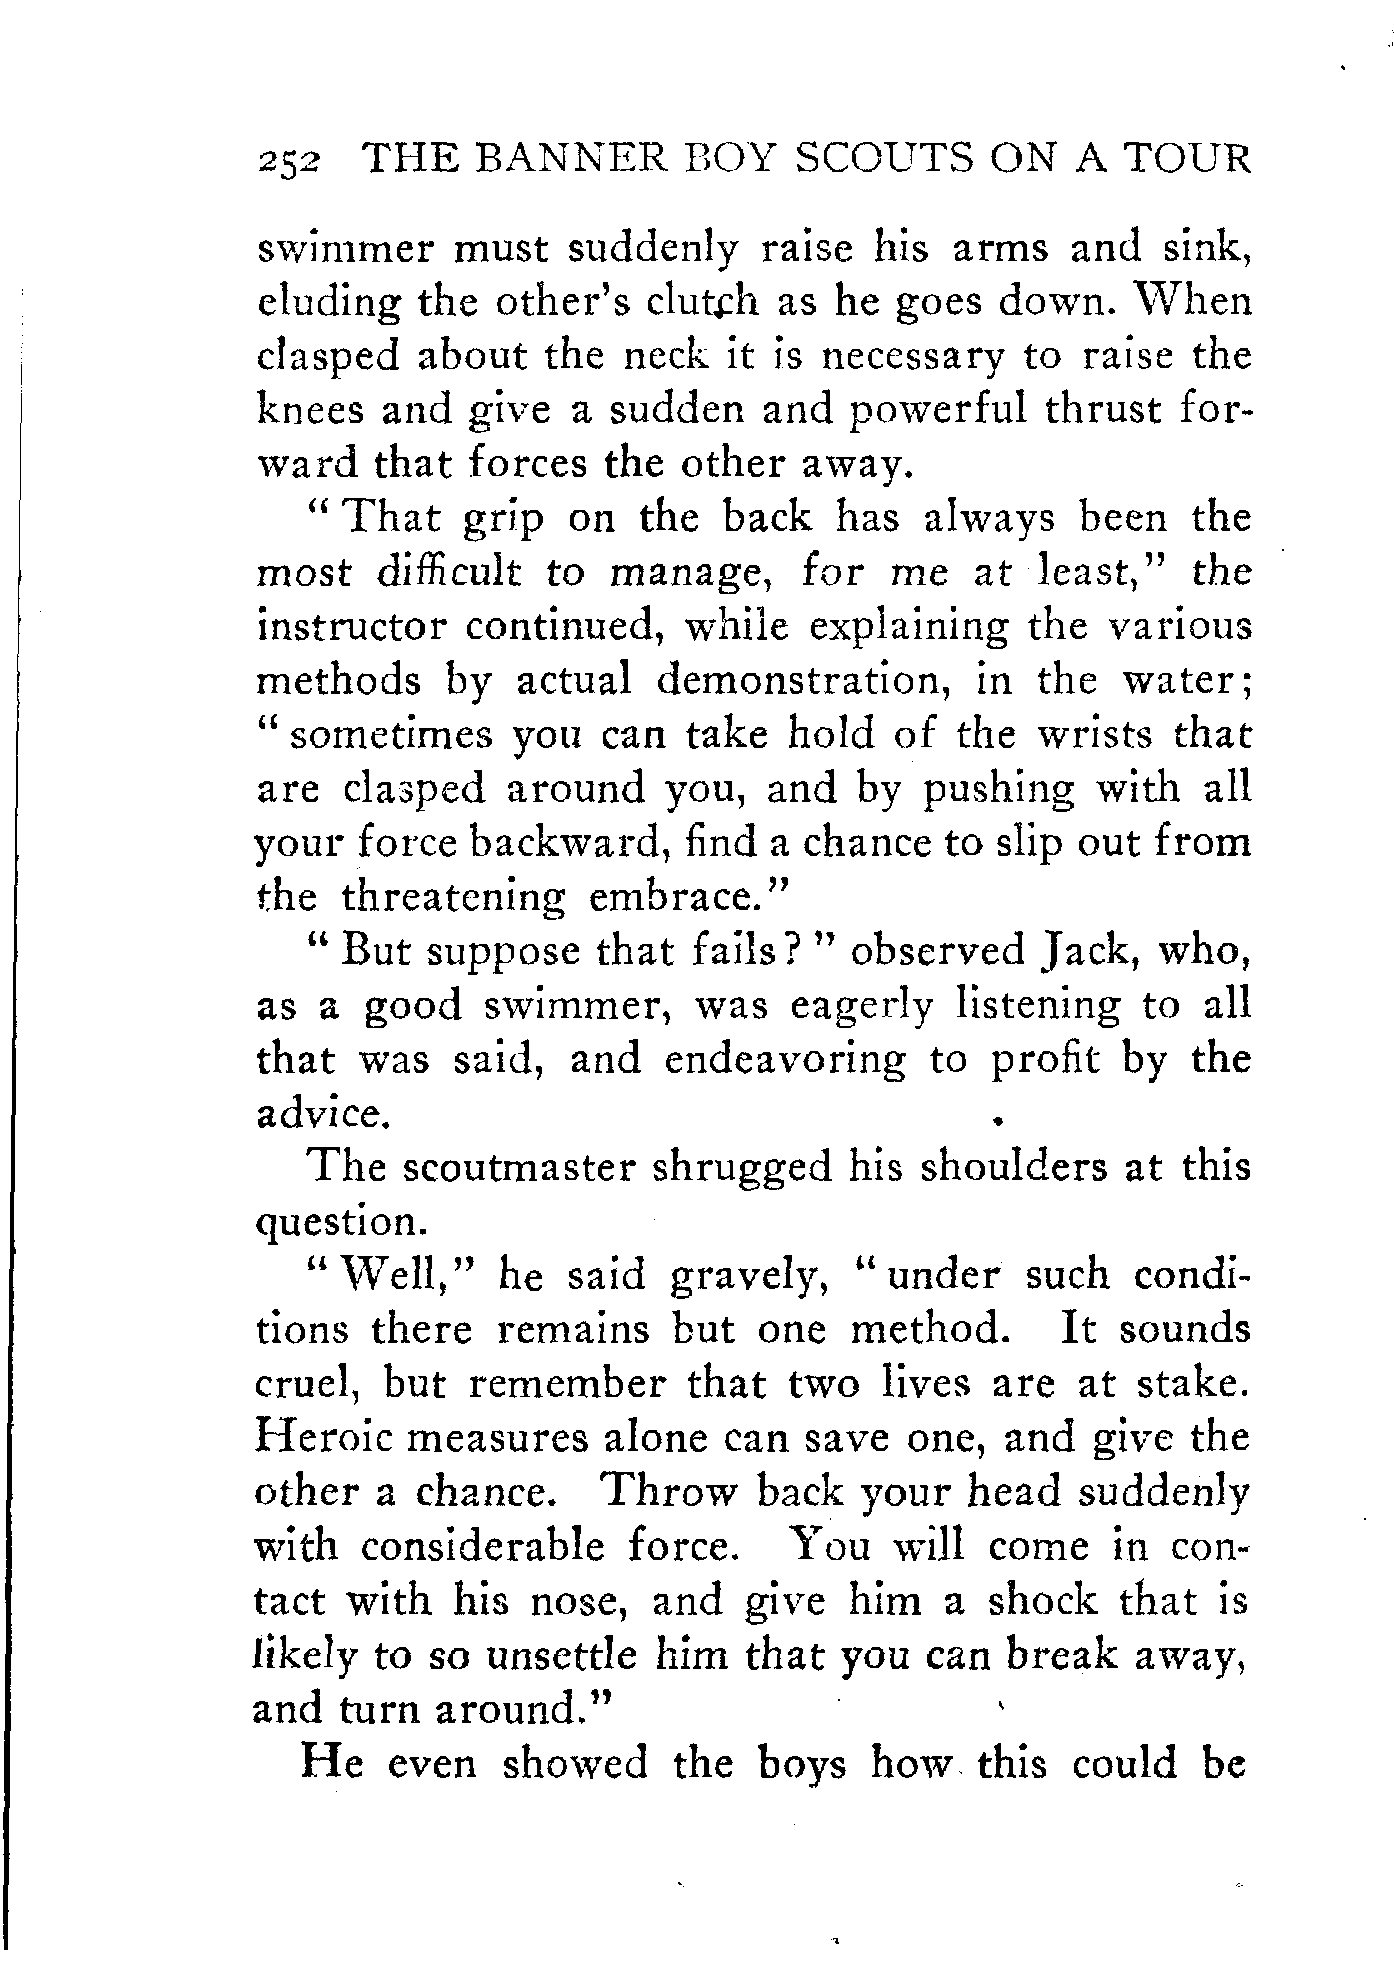 252 THE BANNER BOY SCOUTS ON A TOUR
swimmer must suddenly raise his arms and sink,
eluding the other's clutch as he goes down. When
clasped about the neck it is necessary to raise the
knees and give a sudden and powerful thrust for-
ward that forces the other away.
" That grip on the back has always been the
most difficult to manage, for me at least," the
instructor continued, while explaining the various
methods by actual demonstration, in the water;
" sometimes you can take hold of the wrists that
are clasped around you, and by pushing with all
your force backward, find a chance to slip out from
the threatening embrace."
" But suppose that fails? " observed Jack, who,
as a good swimmer, was eagerly listening to all
that was said, and endeavoring to profit by the
advice.
The scoutmaster shrugged his shoulders at this
question.
" Well," he said gravely, " under such condi-
tions there remains but one method. It sounds
cruel, but remember that two lives are at stake.
Heroic measures alone can save one, and give the
other a chance. Throw back your head suddenly
with considerable force. You will come in con-
tact with his nose, and give him a shock that is
likely to so unsettle him that you can break away,
and turn around."
He even showed the boys how this could be